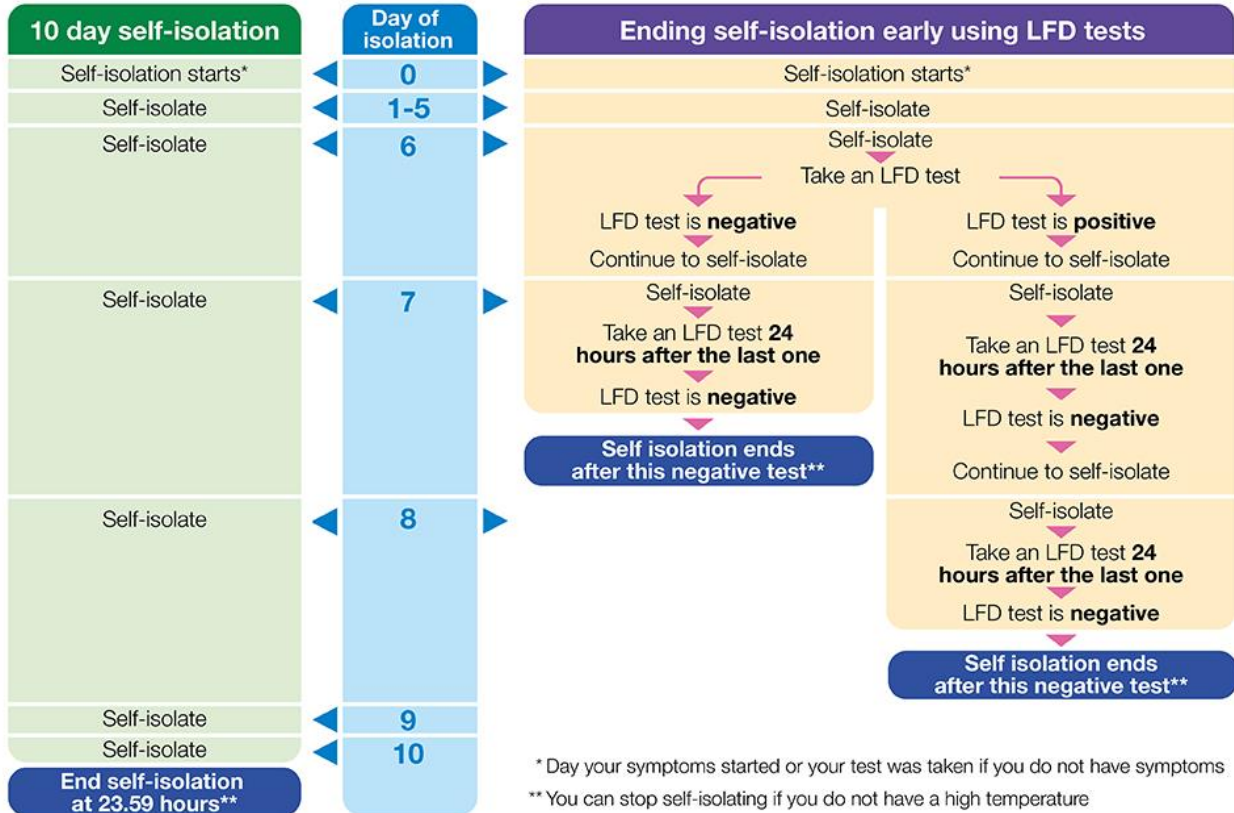 10 day self-isolation
Day of
isolation
Ending self-isolation early using LFD tests
Self-isolation starts*
0
Self-isolation starts*
Self-isolate
1-5
Self-isolate
Self-isolate
6
Self-isolate
Take an LFD test
LFD test is negative
Continue to self-isolate
LFD test is positive
Continue to self-isolate
Self-isolate
7
Self-isolate
Take an LFD test 24
hours after the last one
LFD test is negative
Self isolation ends
after this negative test**
Self-isolate
Take an LFD test 24
hours after the last one
LFD test is negative
Continue to self-isolate
Self-isolate
8
Self-isolate
Take an LFD test 24
hours after the last one
LFD test is negative
Self isolation ends
after this negative test**
Self-isolate
9
Self-isolate
10
End self-isolation
at 23.59 hours**
* Day your symptoms started or your test was taken if you do not have symptoms
** You can stop self-isolating if you do not have a high temperature